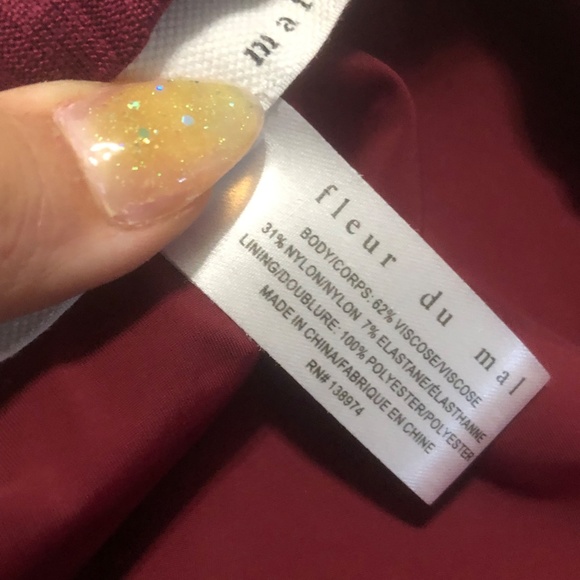 mal
fleur du mal
BODY/CORPS: 62% VISCOSE/VISCOSE
31% NYLON/NYLON 7% ELASTANE/ÉLASTHANNE
LINING/DOUBLURE: 100% POLYESTER/POLYESTER
MADE IN CHINA/FABRIQUE EN CHINE
RN# 138974